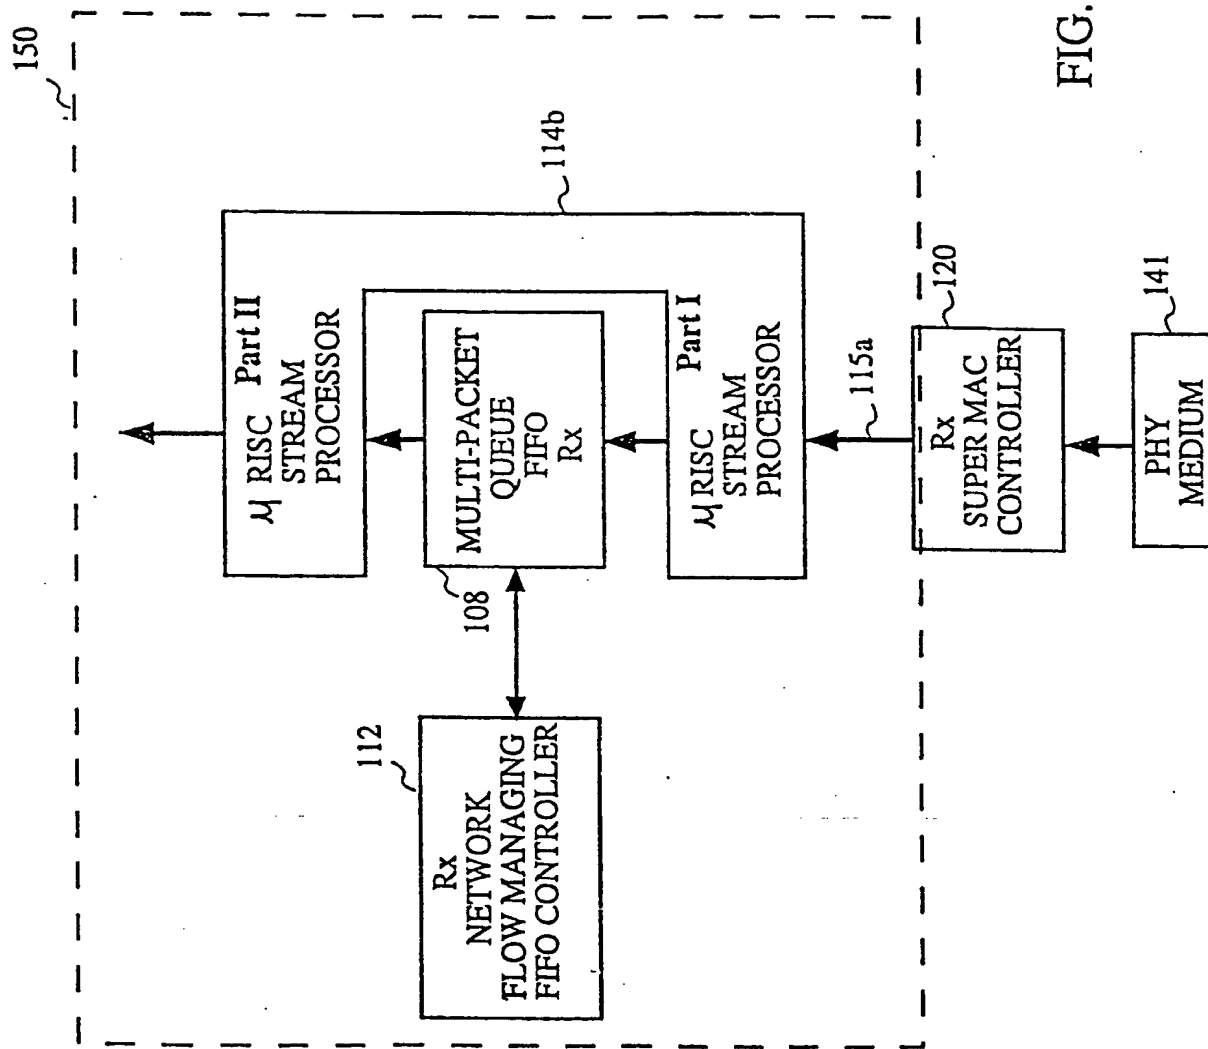 150
μ RISC Part II
STREAM
PROCESSOR
114b
MULTI-PACKET
QUEUE
FIFO
Rx
108
112
Rx
NETWORK
FLOW MANAGING
FIFO CONTROLLER
μ RISC Part I
STREAM
PROCESSOR
115a
120
Rx
SUPER MAC
CONTROLLER
141
PHY
MEDIUM
FIG.